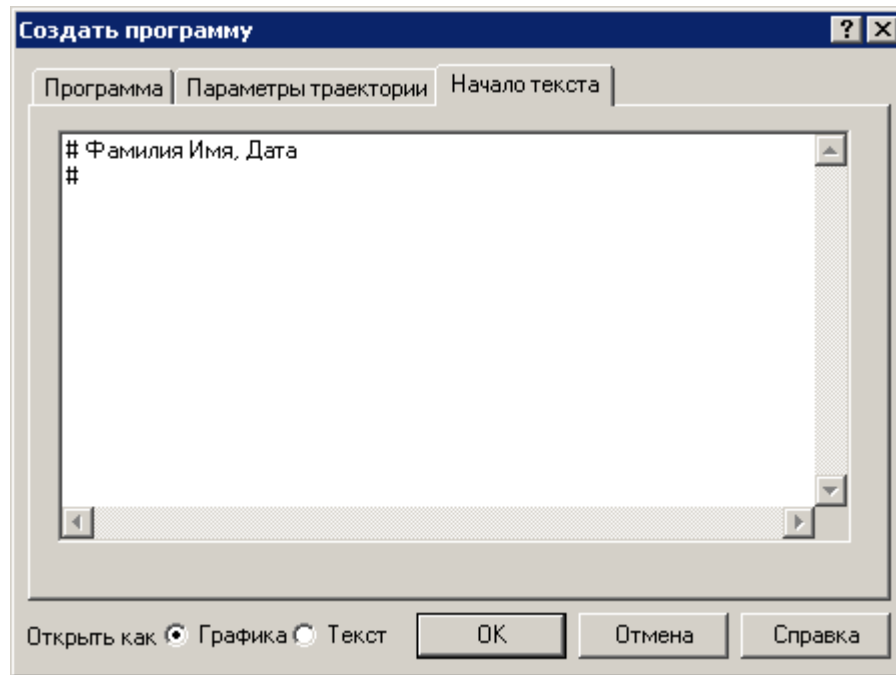 Создать программу
Программа Параметры траектории Начало текста
# Фамилия Имя, Дата
#
Открыть как Графика Текст OK Отмена Справка